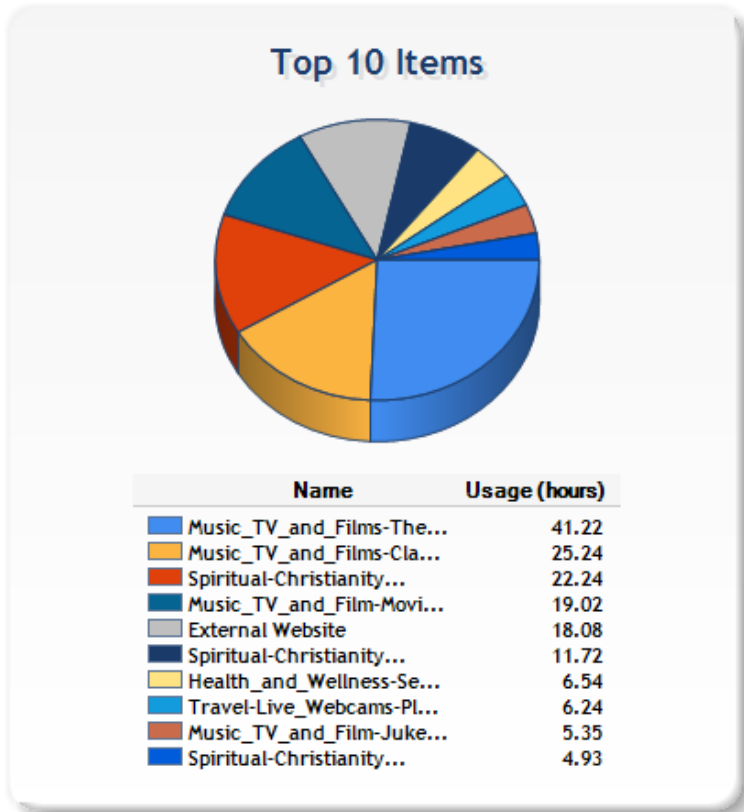 Top 10 Items
Name Usage (hours)
Music_TV_and_Films-The... 41.22
Music_TV_and_Films-Cla... 25.24
Spiritual-Christianity... 22.24
Music_TV_and_Film-Movi... 19.02
External Website 18.08
Spiritual-Christianity... 11.72
Health_and_Wellness-Se... 6.54
Travel-Live_Webcams-Pl... 6.24
Music_TV_and_Film-Juke... 5.35
Spiritual-Christianity... 4.93